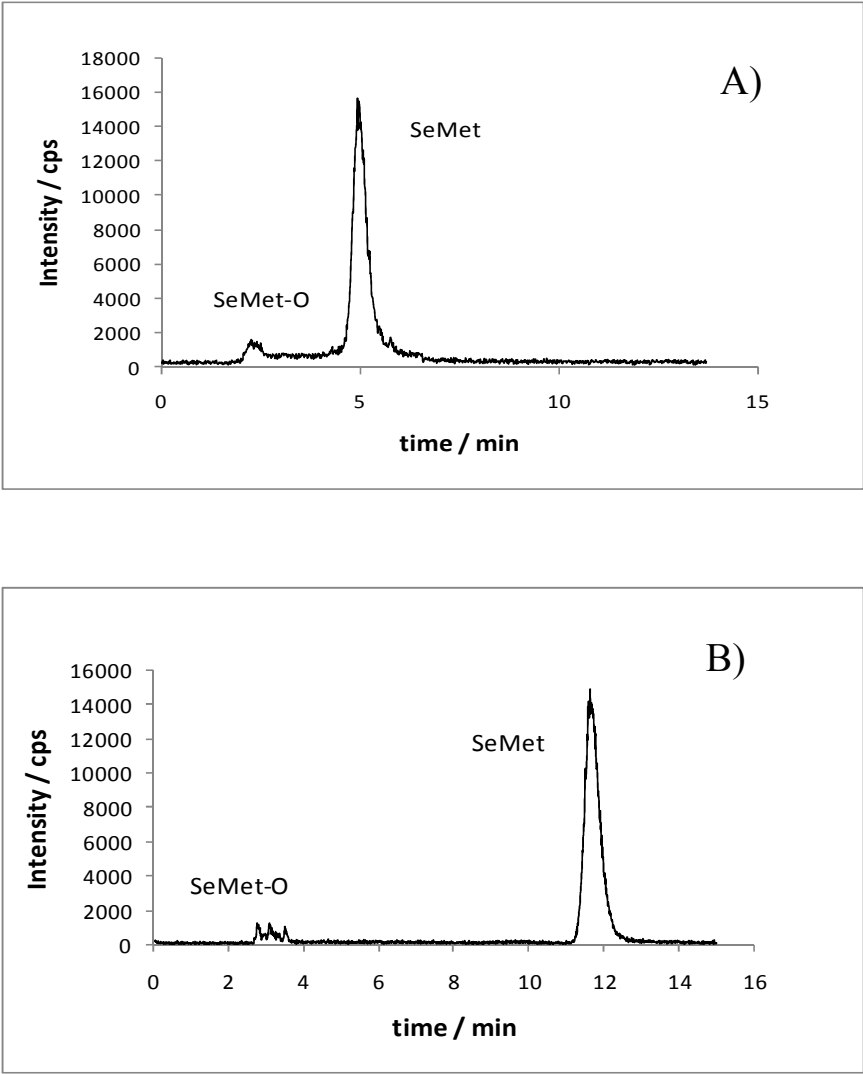 A)
18000
16000
14000
12000
10000
8000
6000
4000
2000
0
Intensity / cps
SeMet
SeMet-O
0 5 10 15
time / min
B)
16000
14000
12000
10000
8000
6000
4000
2000
0
Intensity / cps
SeMet
SeMet-O
0 2 4 6 8 10 12 14 16
time / min